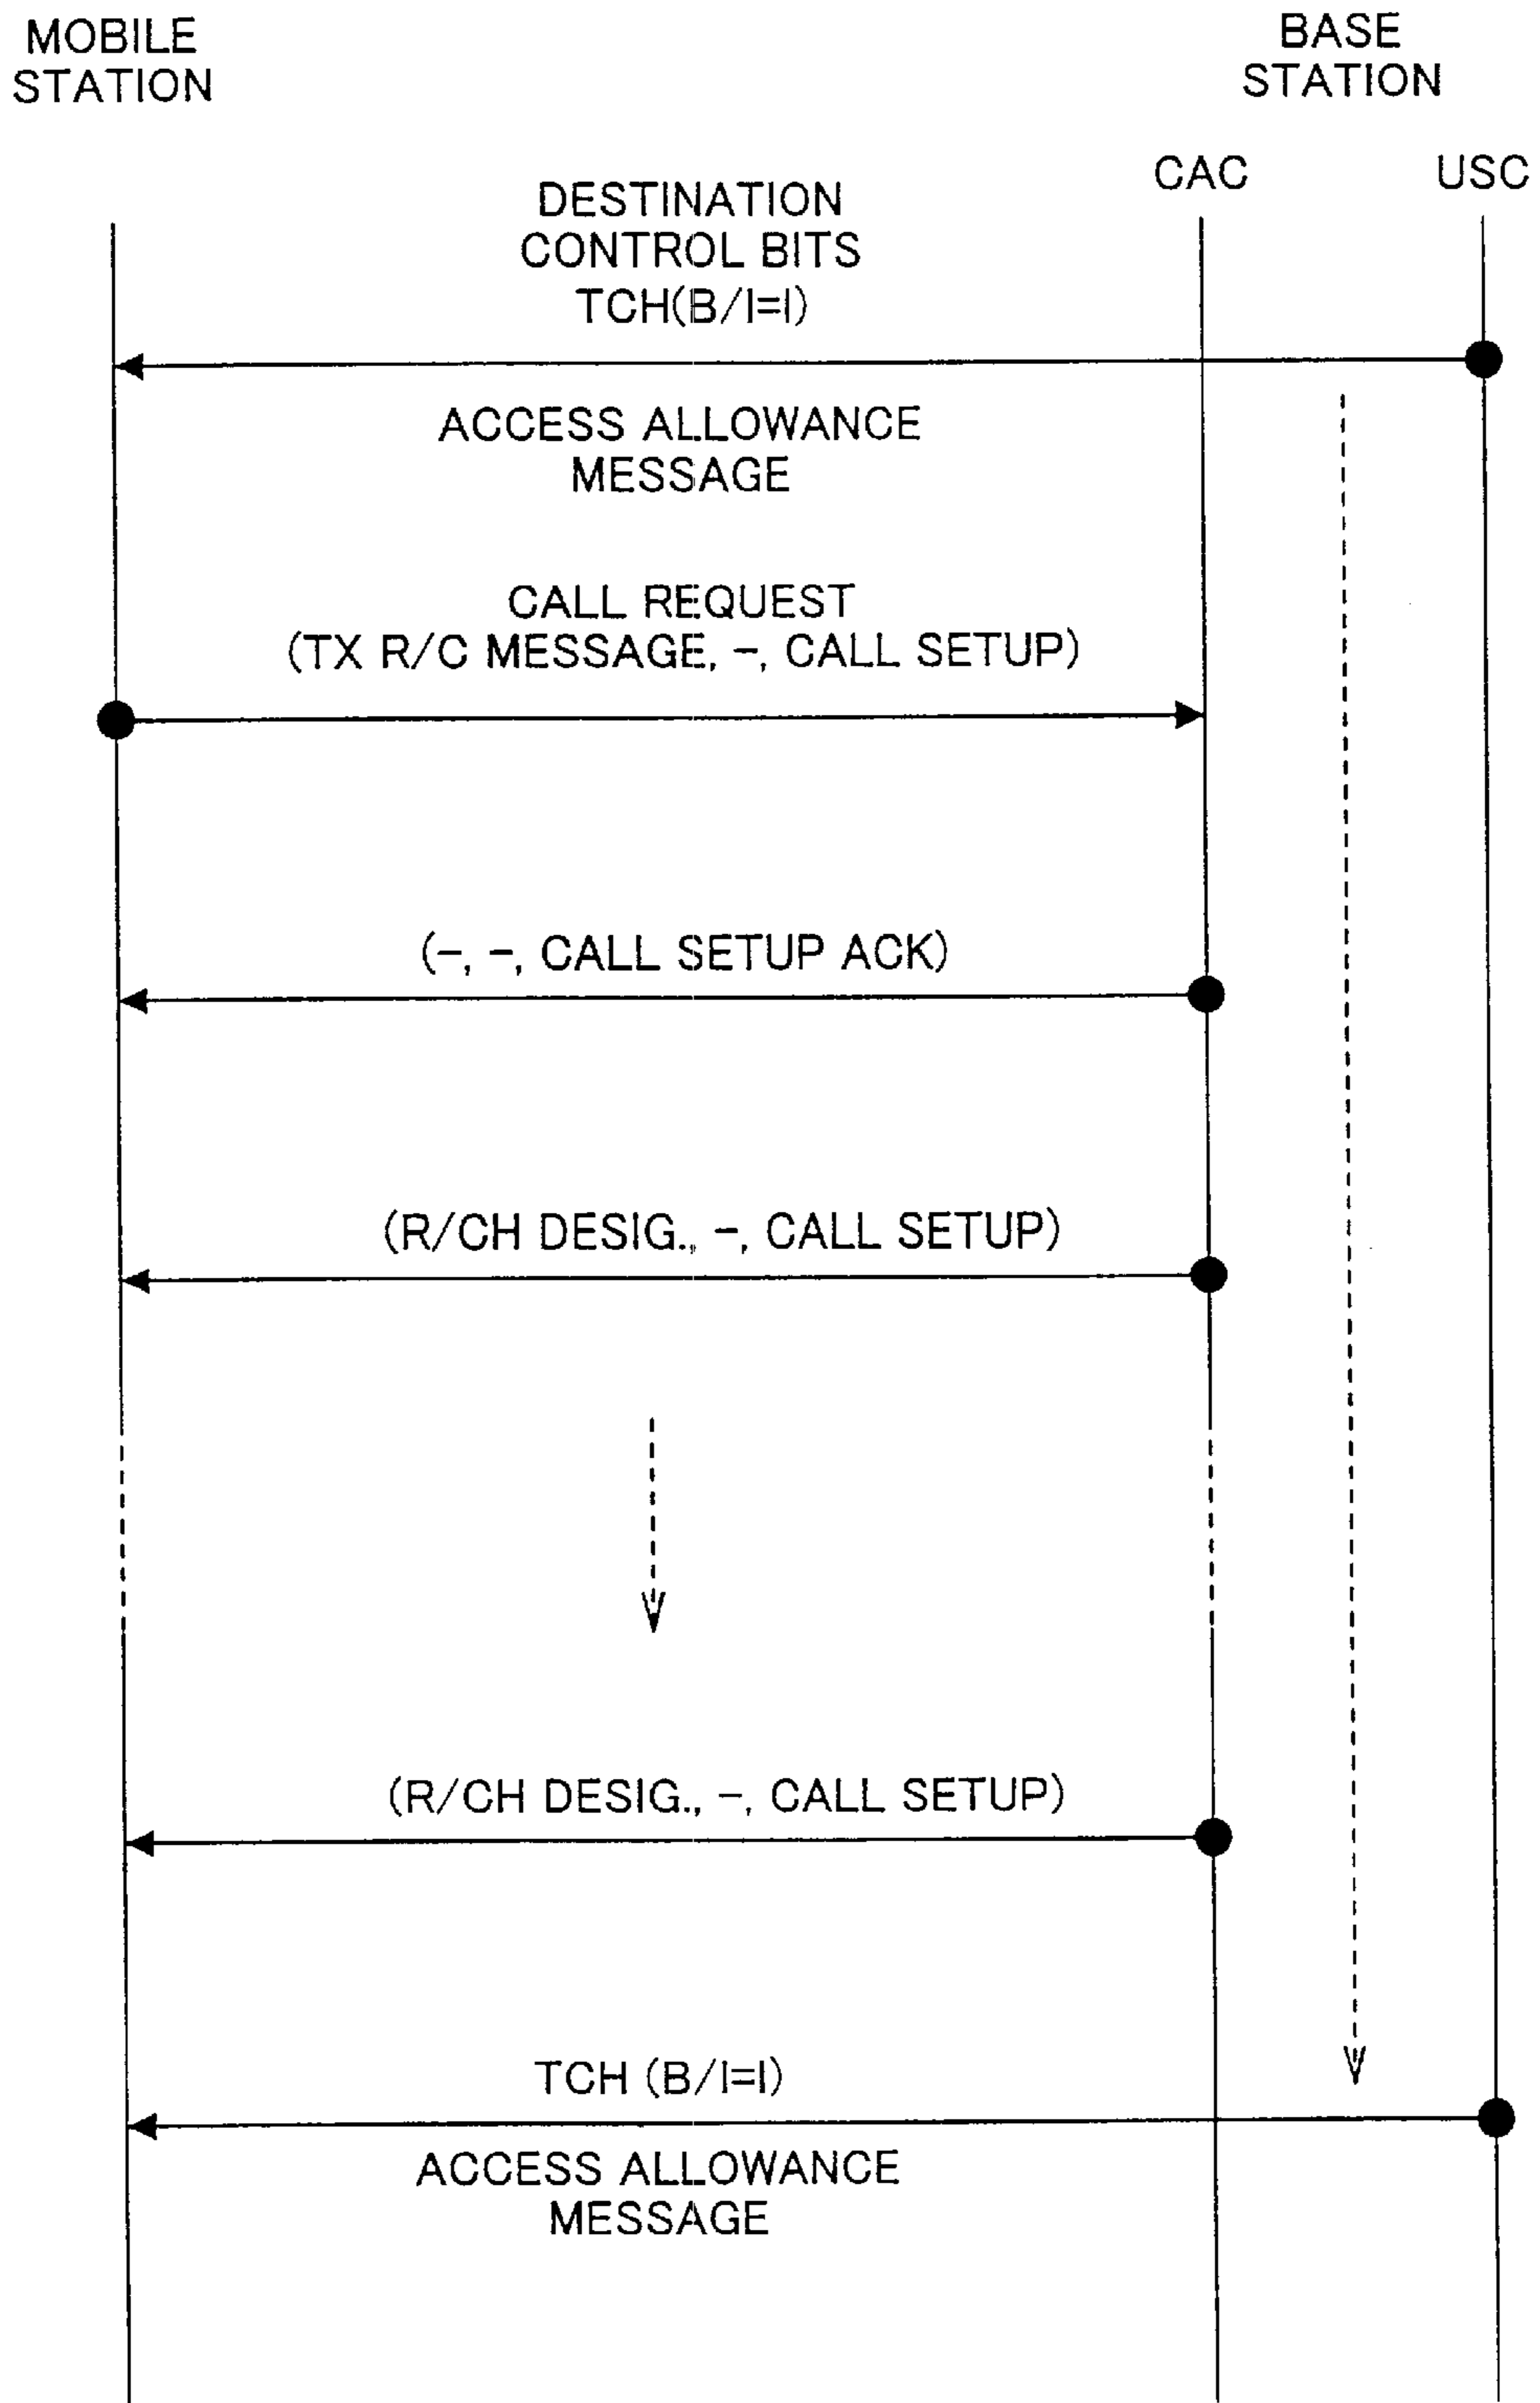 MOBILE
STATION
BASE
STATION
CAC
USC
DESTINATION
CONTROL BITS
TCH(B/I=I)
ACCESS ALLOWANCE
MESSAGE
CALL REQUEST
(TX R/C MESSAGE, -, CALL SETUP)
(-, -, CALL SETUP ACK)
(R/CH DESIG., -, CALL SETUP)
(R/CH DESIG., -, CALL SETUP)
TCH (B/I=I)
ACCESS ALLOWANCE
MESSAGE